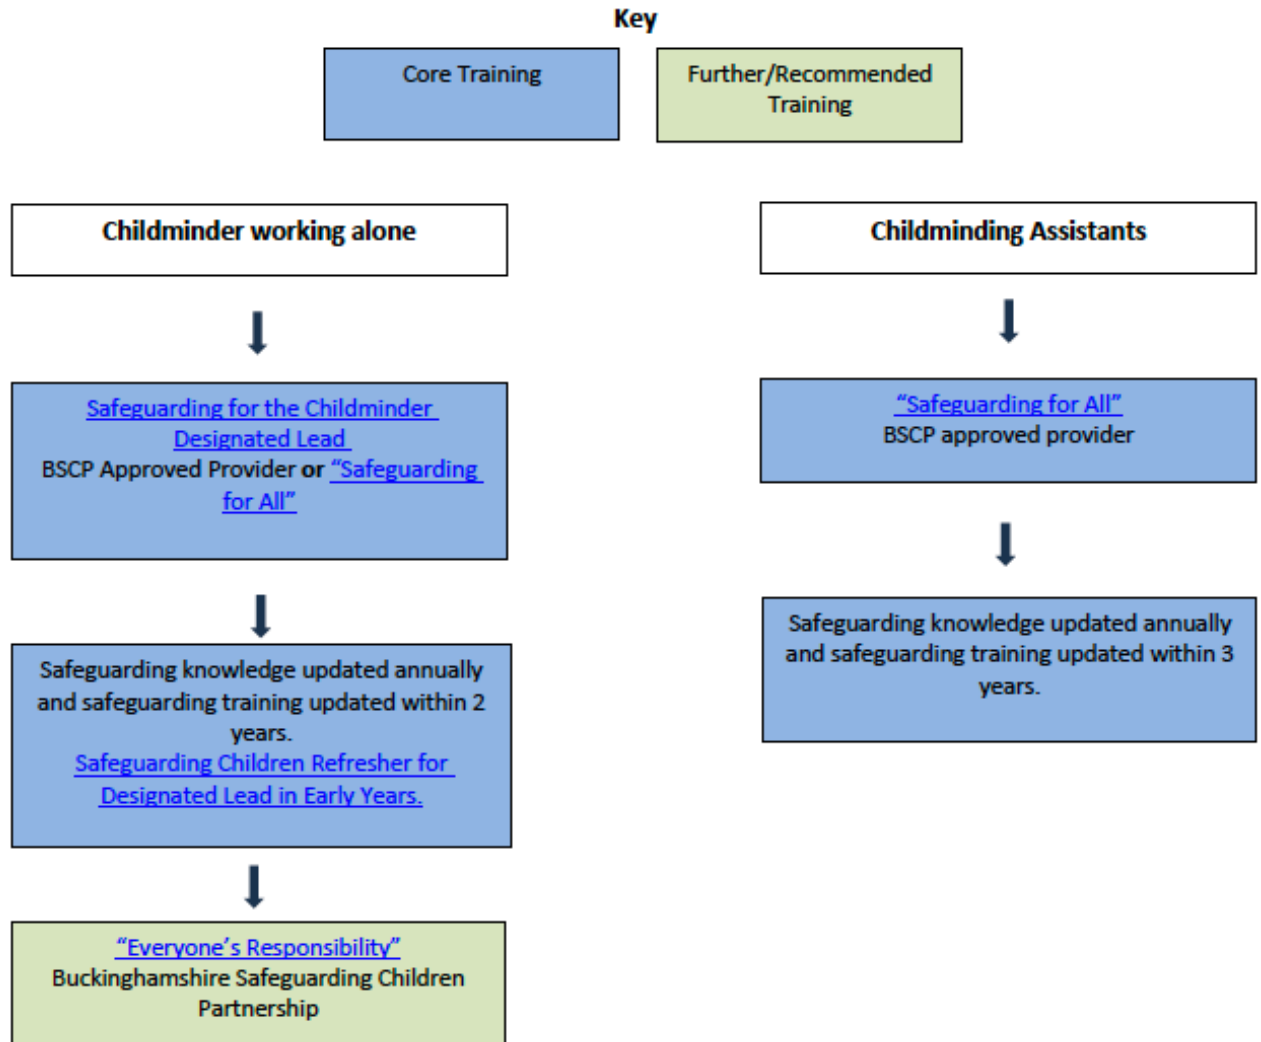 Key
Core Training
Further/Recommended
Training
Childminder working alone
Safeguarding for the Childminder
Designated Lead
BSCP Approved Provider or “Safeguarding
for All”
Safeguarding knowledge updated annually
and safeguarding training updated within 2
years.
Safeguarding Children Refresher for
Designated Lead in Early Years.
“Everyone’s Responsibility”
Buckinghamshire Safeguarding Children
Partnership
Childminding Assistants
“Safeguarding for All”
BSCP approved provider
Safeguarding knowledge updated annually
and safeguarding training updated within 3
years.